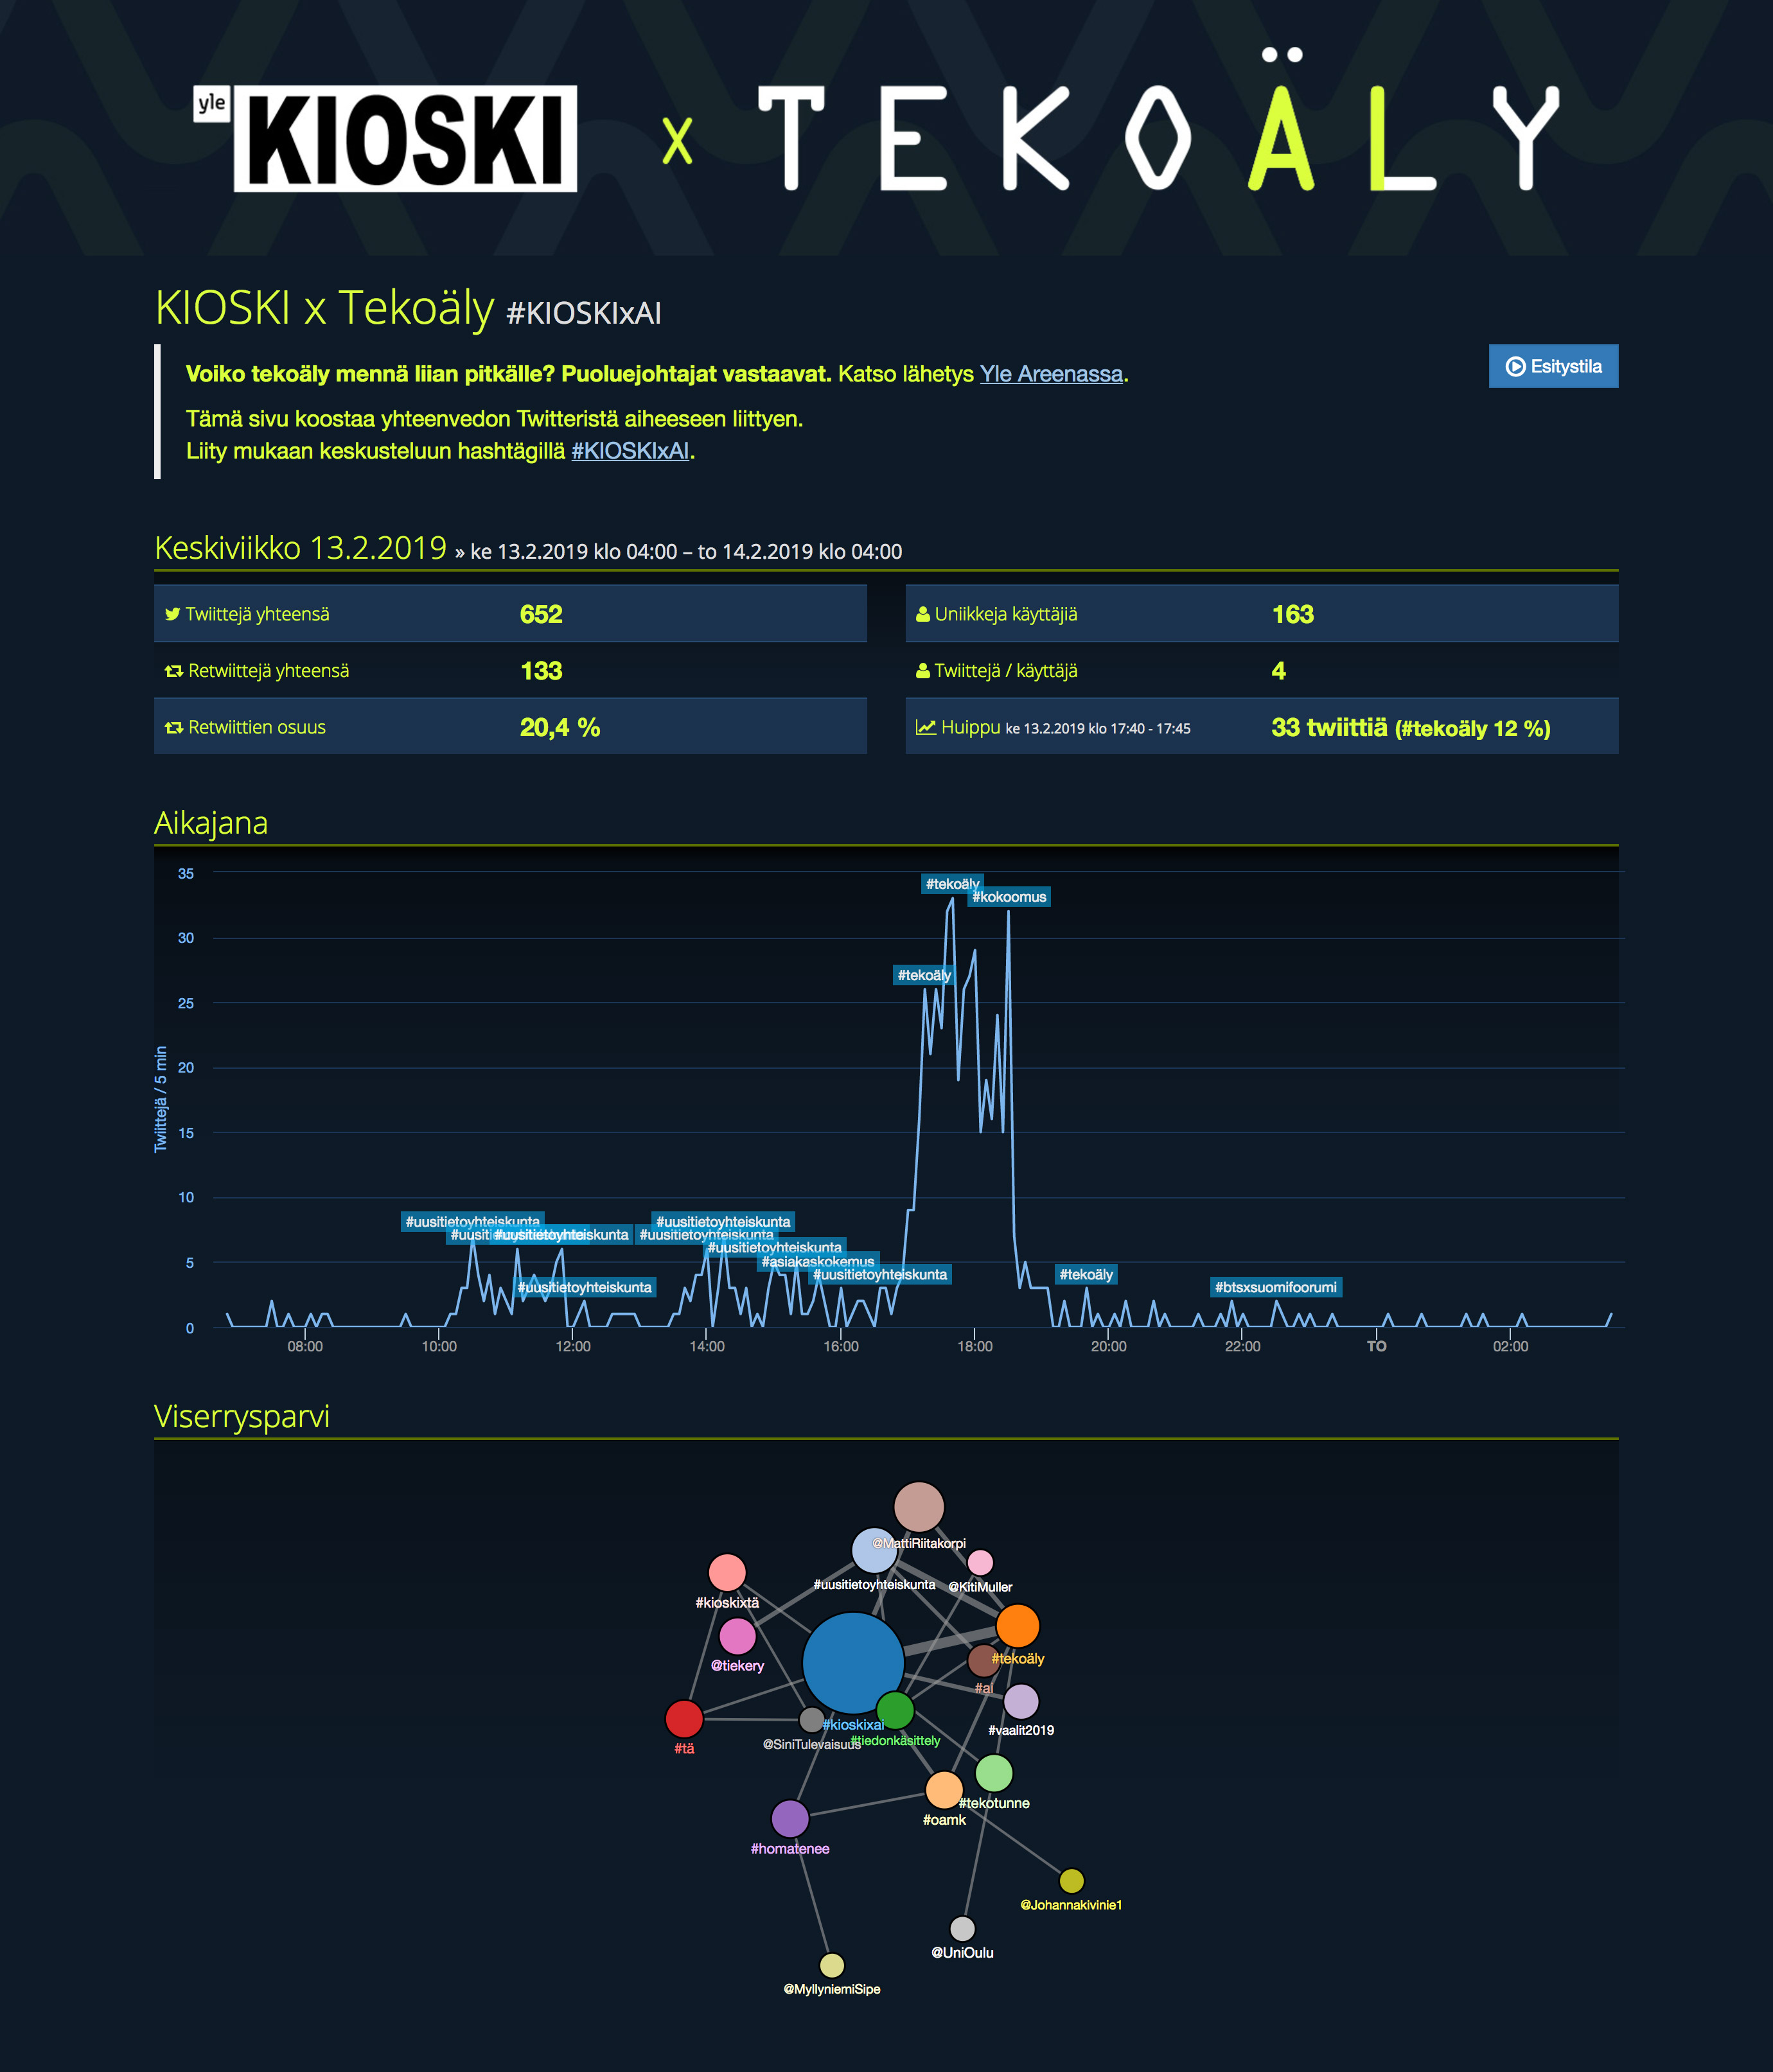 yle
KIOSKI x TEKOÄLY
KIOSKI x Tekoäly #KIOSKIxAI
Voiko tekoäly mennä liian pitkälle? Puoluejohtajat vastaavat. Katso lähetys Yle Areenassa.
Esitystila
Tämä sivu koostaa yhteenvedon Twitteristä aiheeseen liittyen.
Liity mukaan keskusteluun hashtägillä #KIOSKIxAI.
Keskiviikko 13.2.2019 » ke 13.2.2019 klo 04:00 – to 14.2.2019 klo 04:00
Twiittejä yhteensä 652
Uniikkeja käyttäjiä 163
Retwiittejä yhteensä 133
Twiittejä / käyttäjä 4
Retwiittien osuus 20,4 %
Huippu ke 13.2.2019 klo 17:40 - 17:45 33 twiittiä (#tekoäly 12 %)
Aikajana
Twiittejä / 5 min
35
30
25
20
15
10
5
0
#tekoäly
#kokoomus
#tekoäly
#uusitietoyhteiskunta
#uusitietoyhteiskunta
#uusitietoyhteiskunta
#uusitietoyhteiskunta
#uusitietoyhteiskunta
#uusitietoyhteiskunta
#asiakaskokemus
#uusitietoyhteiskunta
#uusitietoyhteiskunta
#tekoäly
#btsxsuomifoorumi
08:00
10:00
12:00
14:00
16:00
18:00
20:00
22:00
TO
02:00
Viserrysparvi
@MattiRiitakorpi
#uusitietoyhteiskunta
@KitiMuller
#kioskixtä
#tekoäly
@tiekery
#ai
#kioskixai
#vaalit2019
#tiedonkäsittely
@SiniTulevaisuus
#tä
#tekotunne
#oamk
#homatenee
@Johannakivinie1
@UniOulu
@MyllyniemiSipe